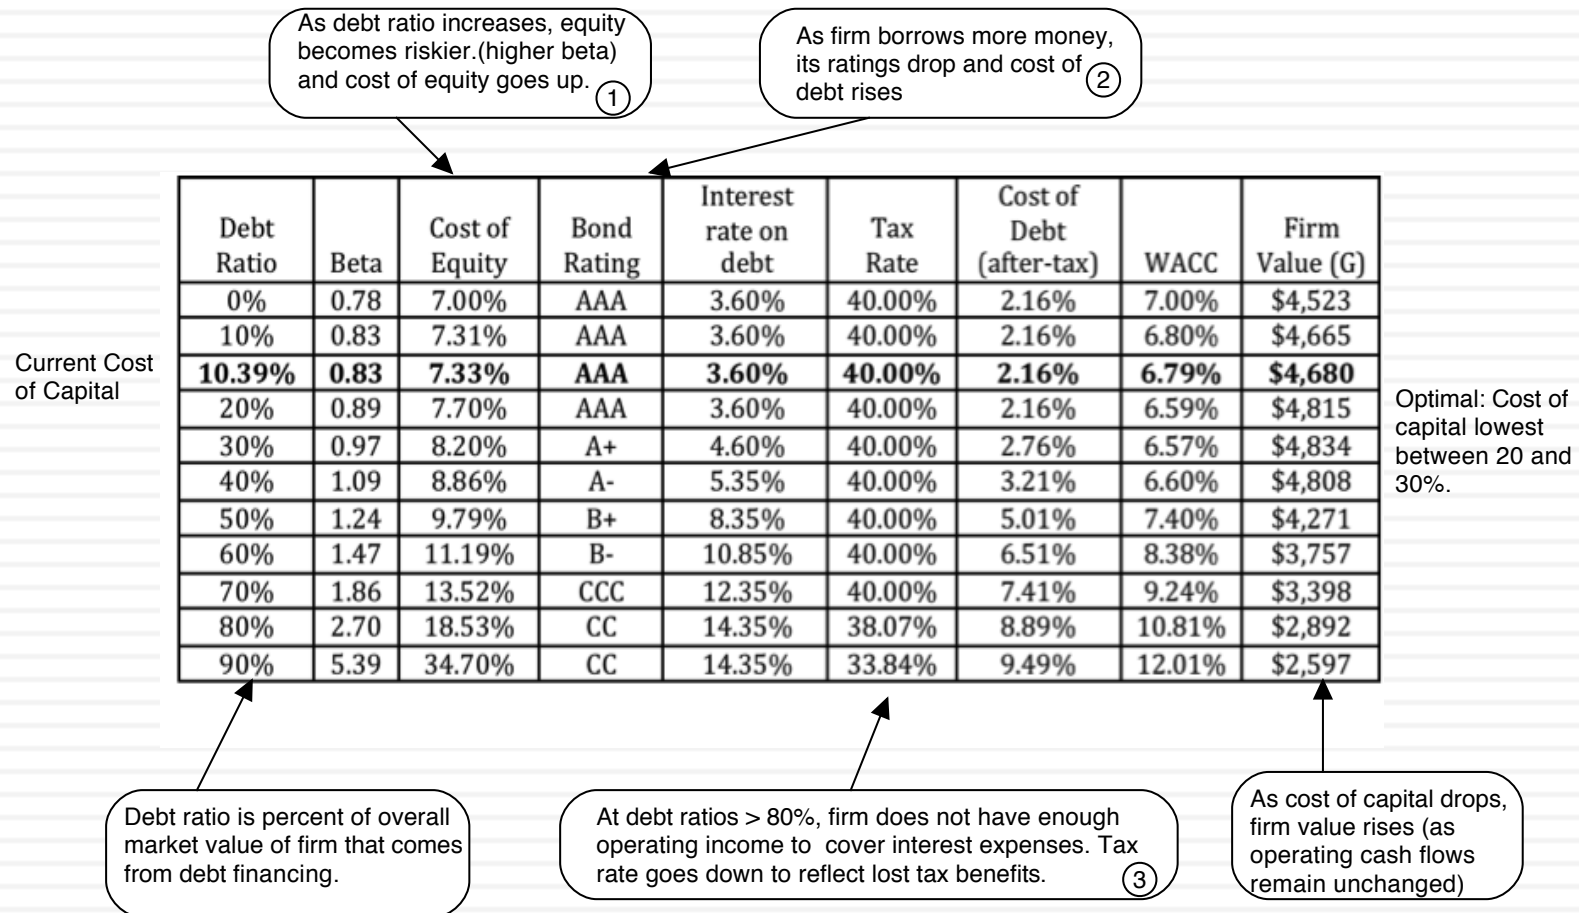 As debt ratio increases, equity
becomes riskier.(higher beta)
and cost of equity goes up.
1
As firm borrows more money,
its ratings drop and cost of
debt rises
2
Debt Ratio Beta Cost of Equity Bond Rating Interest rate on debt Tax Rate Cost of Debt (after-tax) WACC Firm Value (G)
0% 0.78 7.00% AAA 3.60% 40.00% 2.16% 7.00% $4,523
10% 0.83 7.31% AAA 3.60% 40.00% 2.16% 6.80% $4,665
Current Cost
of Capital
10.39% 0.83 7.33% AAA 3.60% 40.00% 2.16% 6.79% $4,680
20% 0.89 7.70% AAA 3.60% 40.00% 2.16% 6.59% $4,815
30% 0.97 8.20% A+ 4.60% 40.00% 2.76% 6.57% $4,834
40% 1.09 8.86% A- 5.35% 40.00% 3.21% 6.60% $4,808
50% 1.24 9.79% B+ 8.35% 40.00% 5.01% 7.40% $4,271
60% 1.47 11.19% B- 10.85% 40.00% 6.51% 8.38% $3,757
70% 1.86 13.52% CCC 12.35% 40.00% 7.41% 9.24% $3,398
80% 2.70 18.53% CC 14.35% 38.07% 8.89% 10.81% $2,892
90% 5.39 34.70% CC 14.35% 33.84% 9.49% 12.01% $2,597
Optimal: Cost of
capital lowest
between 20 and
30%.
Debt ratio is percent of overall
market value of firm that comes
from debt financing.
At debt ratios > 80%, firm does not have enough
operating income to cover interest expenses. Tax
rate goes down to reflect lost tax benefits.
3
As cost of capital drops,
firm value rises (as
operating cash flows
remain unchanged)